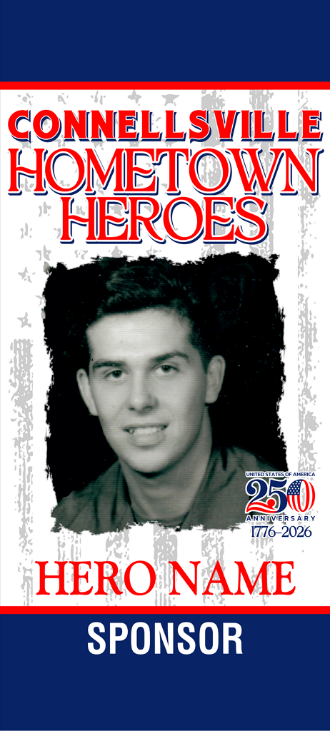 CONNELLSVILLE
HOMETOWN
HEROES
UNITED STATES OF AMERICA
250
ANNIVERSARY
1776-2026
HERO NAME
SPONSOR